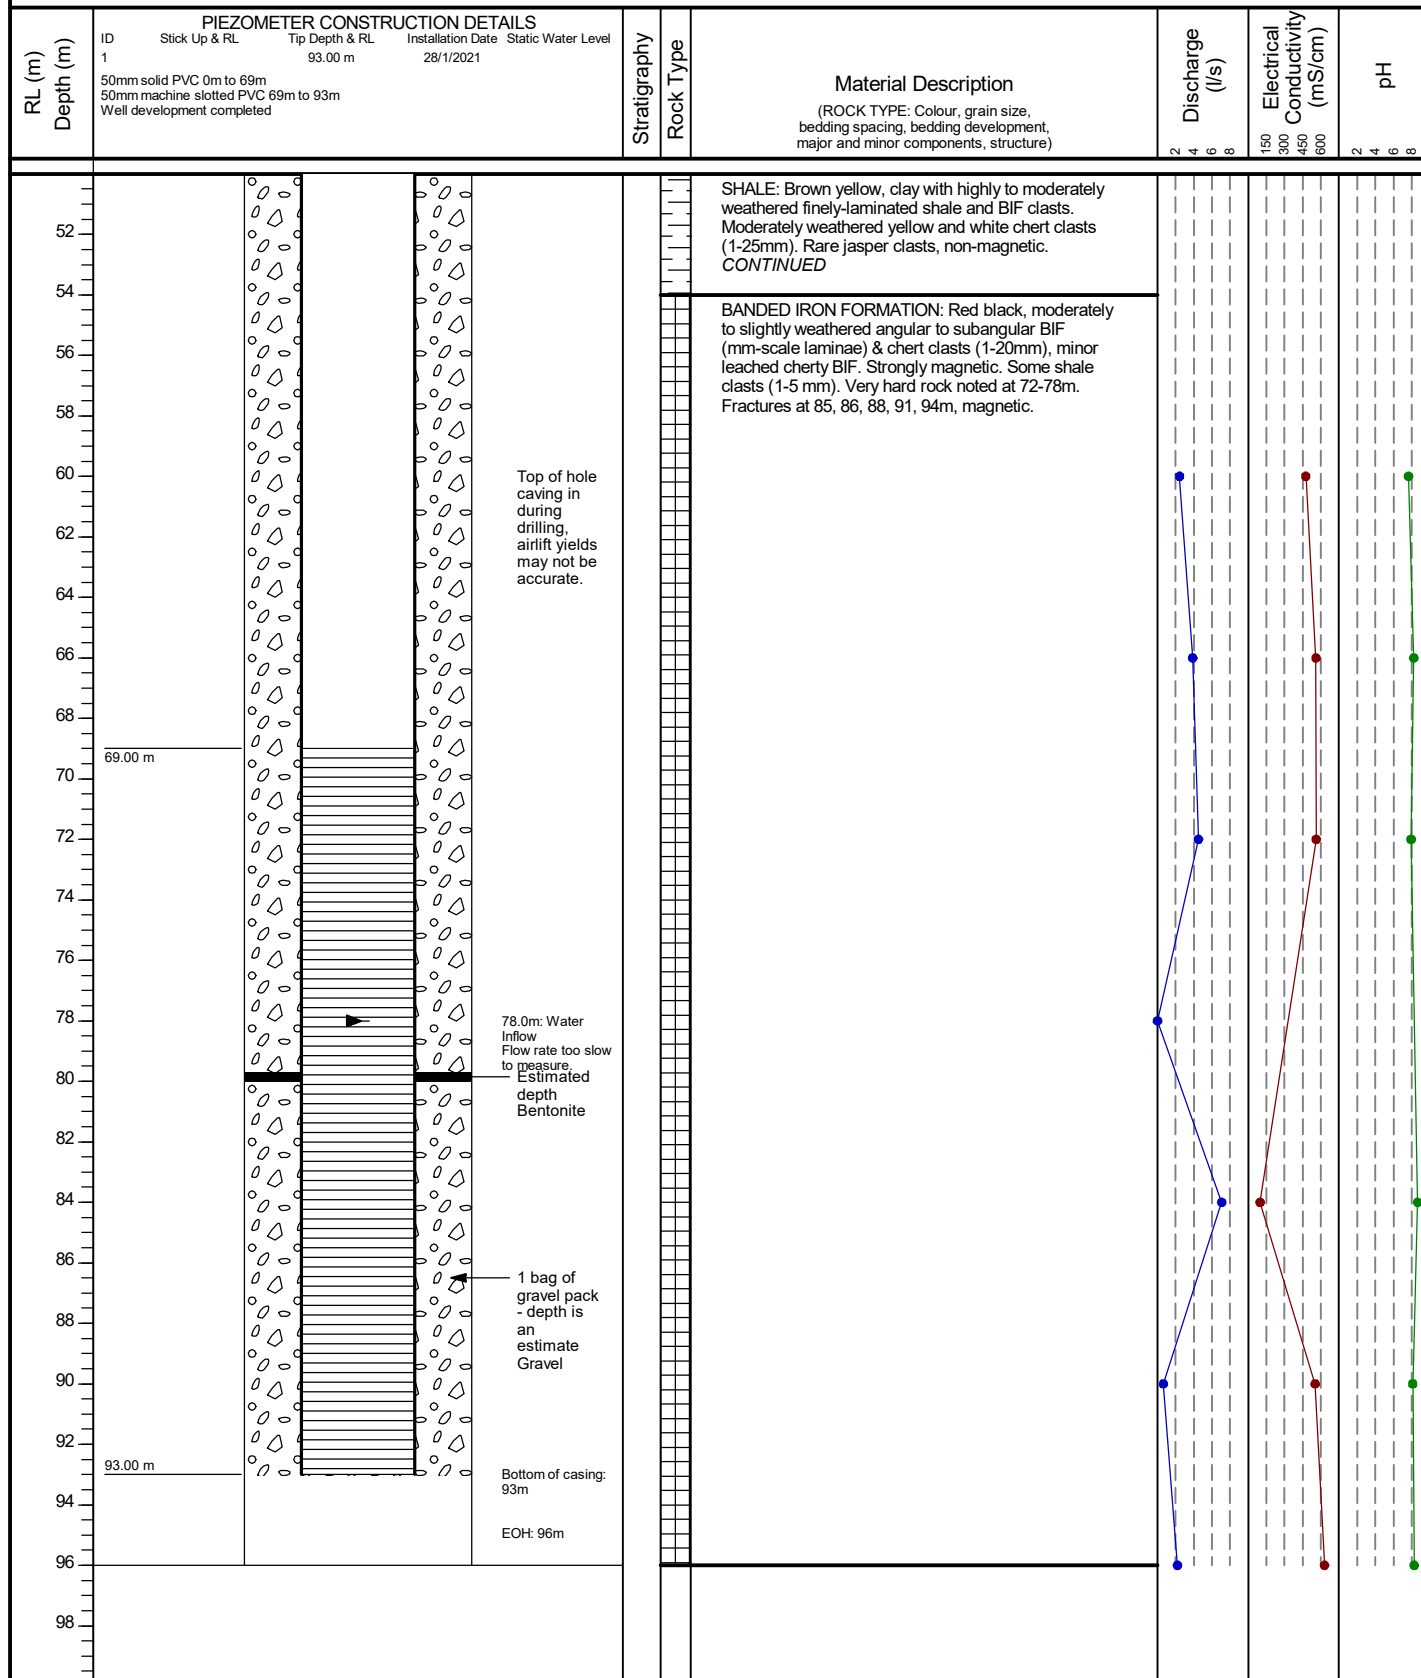 RL (m)
Depth (m)
PIEZOMETER CONSTRUCTION DETAILS
ID Stick Up & RL Tip Depth & RL Installation Date Static Water Level
1 93.00 m 28/1/2021
50mm solid PVC 0m to 69m
50mm machine slotted PVC 69m to 93m
Well development completed
Stratigraphy
Rock Type
Material Description
(ROCK TYPE: Colour, grain size,
bedding spacing, bedding development,
major and minor components, structure)
Discharge
(l/s)
2 4 6 8
Electrical
Conductivity
(mS/cm)
150 300 450 600
pH
2 4 6 8
SHALE: Brown yellow, clay with highly to moderately
weathered finely-laminated shale and BIF clasts.
Moderately weathered yellow and white chert clasts
(1-25mm). Rare jasper clasts, non-magnetic.
CONTINUED
BANDED IRON FORMATION: Red black, moderately
to slightly weathered angular to subangular BIF
(mm-scale laminae) & chert clasts (1-20mm), minor
leached cherty BIF. Strongly magnetic. Some shale
clasts (1-5 mm). Very hard rock noted at 72-78m.
Fractures at 85, 86, 88, 91, 94m, magnetic.
52
54
56
58
60
62
64
66
68
70
72
74
76
78
80
82
84
86
88
90
92
94
96
98
Top of hole
caving in
during
drilling,
airlift yields
may not be
accurate.
69.00 m
78.0m: Water
Inflow
Flow rate too slow
to measure.
Estimated
depth
Bentonite
1 bag of
gravel pack
- depth is
an
estimate
Gravel
93.00 m
Bottom of casing:
93m
EOH: 96m